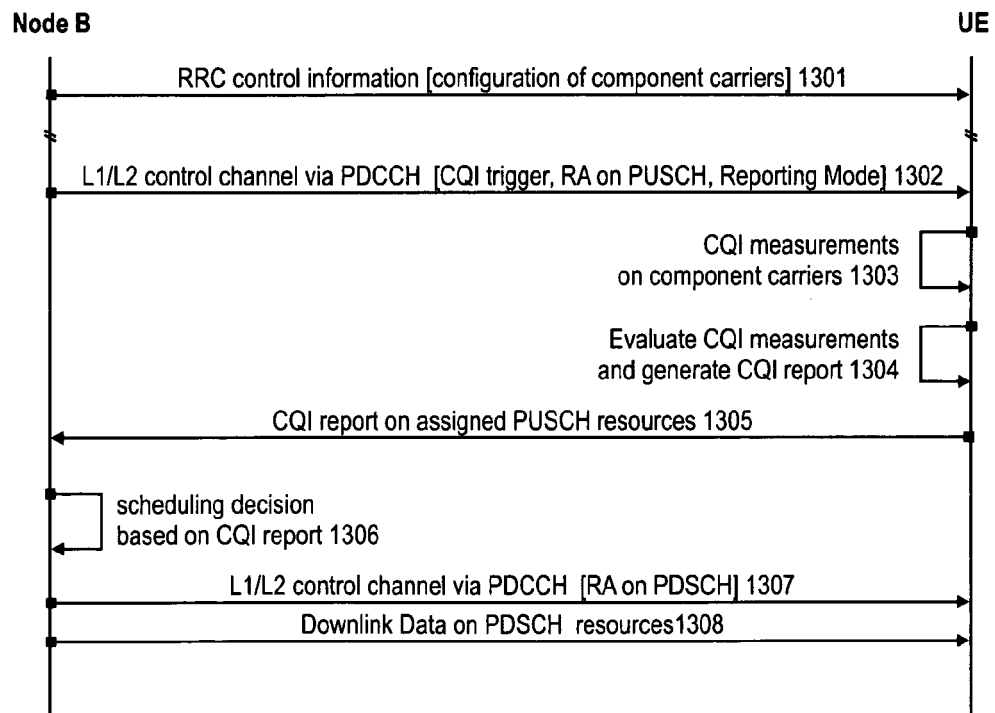 Node B
UE
RRC control information [configuration of component carriers] 1301
L1/L2 control channel via PDCCH [CQI trigger, RA on PUSCH, Reporting Mode] 1302
CQI measurements
on component carriers 1303
Evaluate CQI measurements
and generate CQI report 1304
CQI report on assigned PUSCH resources 1305
scheduling decision
based on CQI report 1306
L1/L2 control channel via PDCCH [RA on PDSCH] 1307
Downlink Data on PDSCH resources1308